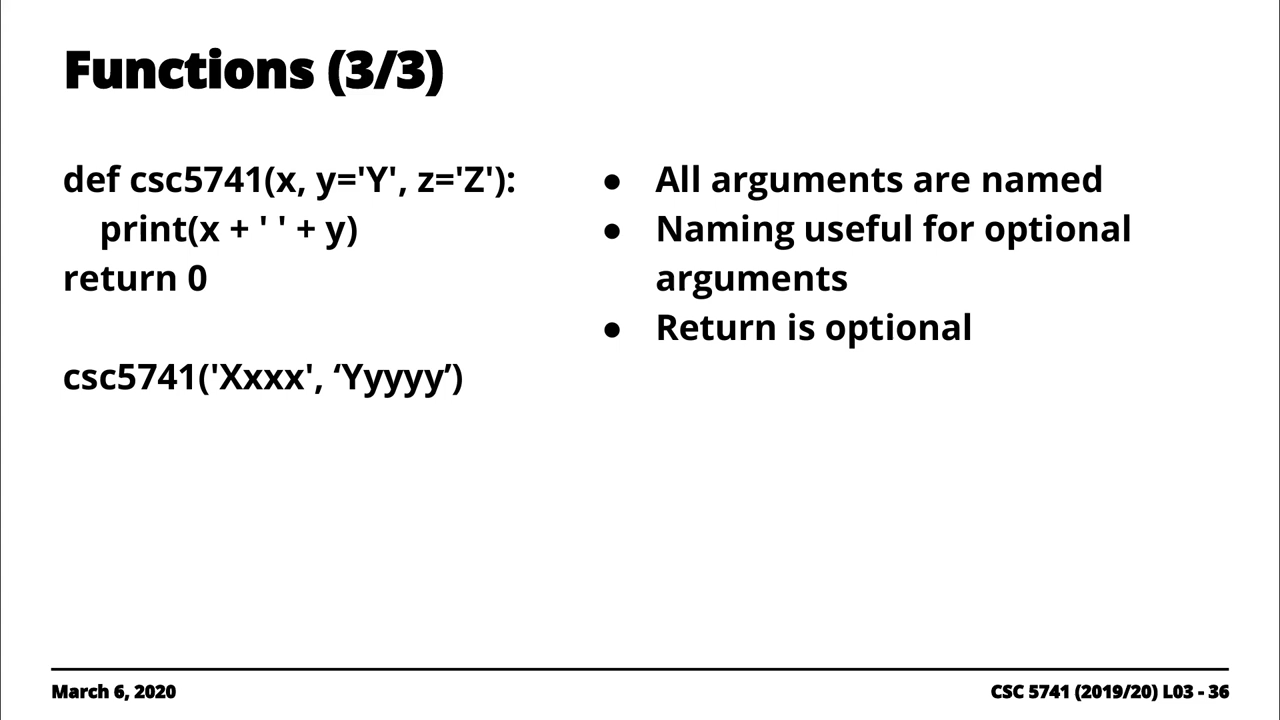 Functions (3/3)
def csc5741(x, y='Y', z='Z'):
    print(x + ' ' + y)
return 0
csc5741('Xxxx', ‘Yyyyy’)
● All arguments are named
● Naming useful for optional
arguments
● Return is optional
March 6, 2020
CSC 5741 (2019/20) L03 - 36